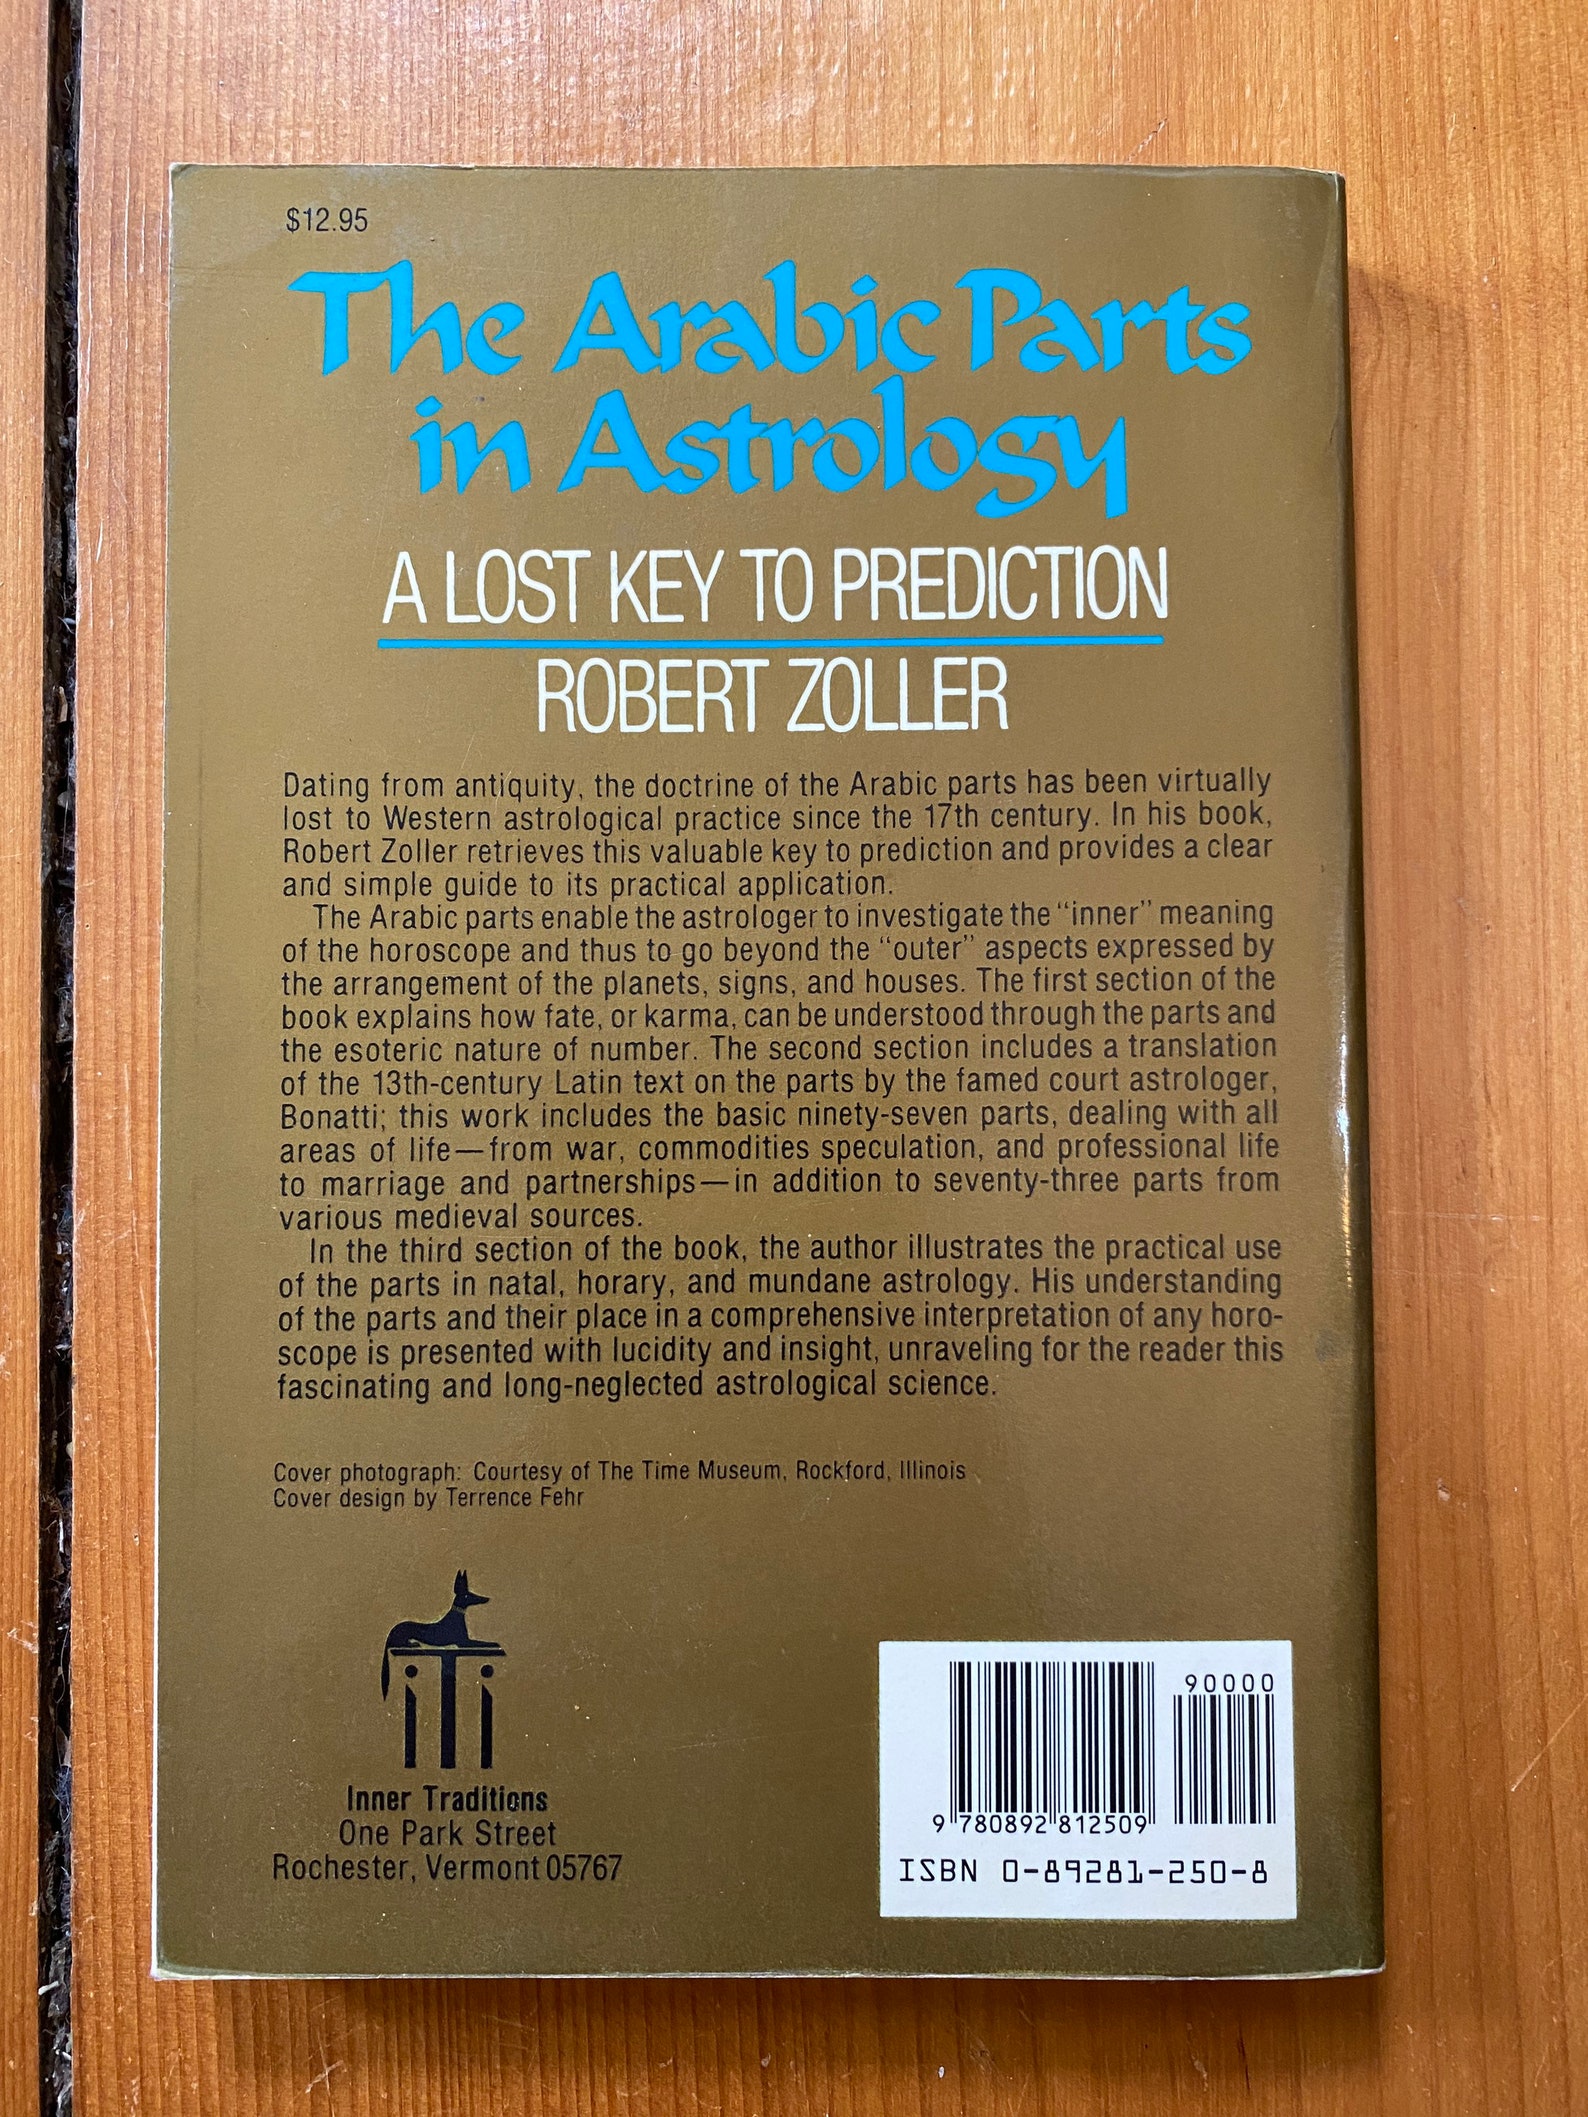 $12.95
The Arabic Parts
in Astrology
A LOST KEY TO PREDICTION
ROBERT ZOLLER
Dating from antiquity, the doctrine of the Arabic parts has been virtually
lost to Western astrological practice since the 17th century. In his book,
Robert Zoller retrieves this valuable key to prediction and provides a clear
and simple guide to its practical application.
The Arabic parts enable the astrologer to investigate the "inner" meaning
of the horoscope and thus to go beyond the "outer" aspects expressed by
the arrangement of the planets, signs, and houses. The first section of the
book explains how fate, or karma, can be understood through the parts and
the esoteric nature of number. The second section includes a translation
of the 13th-century Latin text on the parts by the famed court astrologer,
Bonatti; this work includes the basic ninety-seven parts, dealing with all
areas of life—from war, commodities speculation, and professional life
to marriage and partnerships—in addition to seventy-three parts from
various medieval sources.
In the third section of the book, the author illustrates the practical use
of the parts in natal, horary, and mundane astrology. His understanding
of the parts and their place in a comprehensive interpretation of any horo-
scope is presented with lucidity and insight, unraveling for the reader this
fascinating and long-neglected astrological science.
Cover photograph: Courtesy of The Time Museum, Rockford, Illinois
Cover design by Terrence Fehr
iTi
Inner Traditions
One Park Street
Rochester, Vermont 05767
90000
9 780892 812509
ISBN 0-89281-250-8